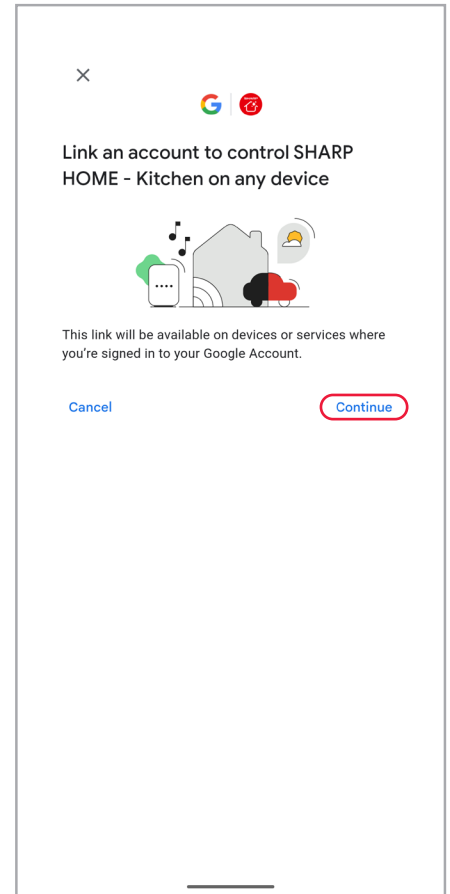 Link an account to control SHARP
HOME - Kitchen on any device
This link will be available on devices or services where
you're signed in to your Google Account.
Cancel
Continue